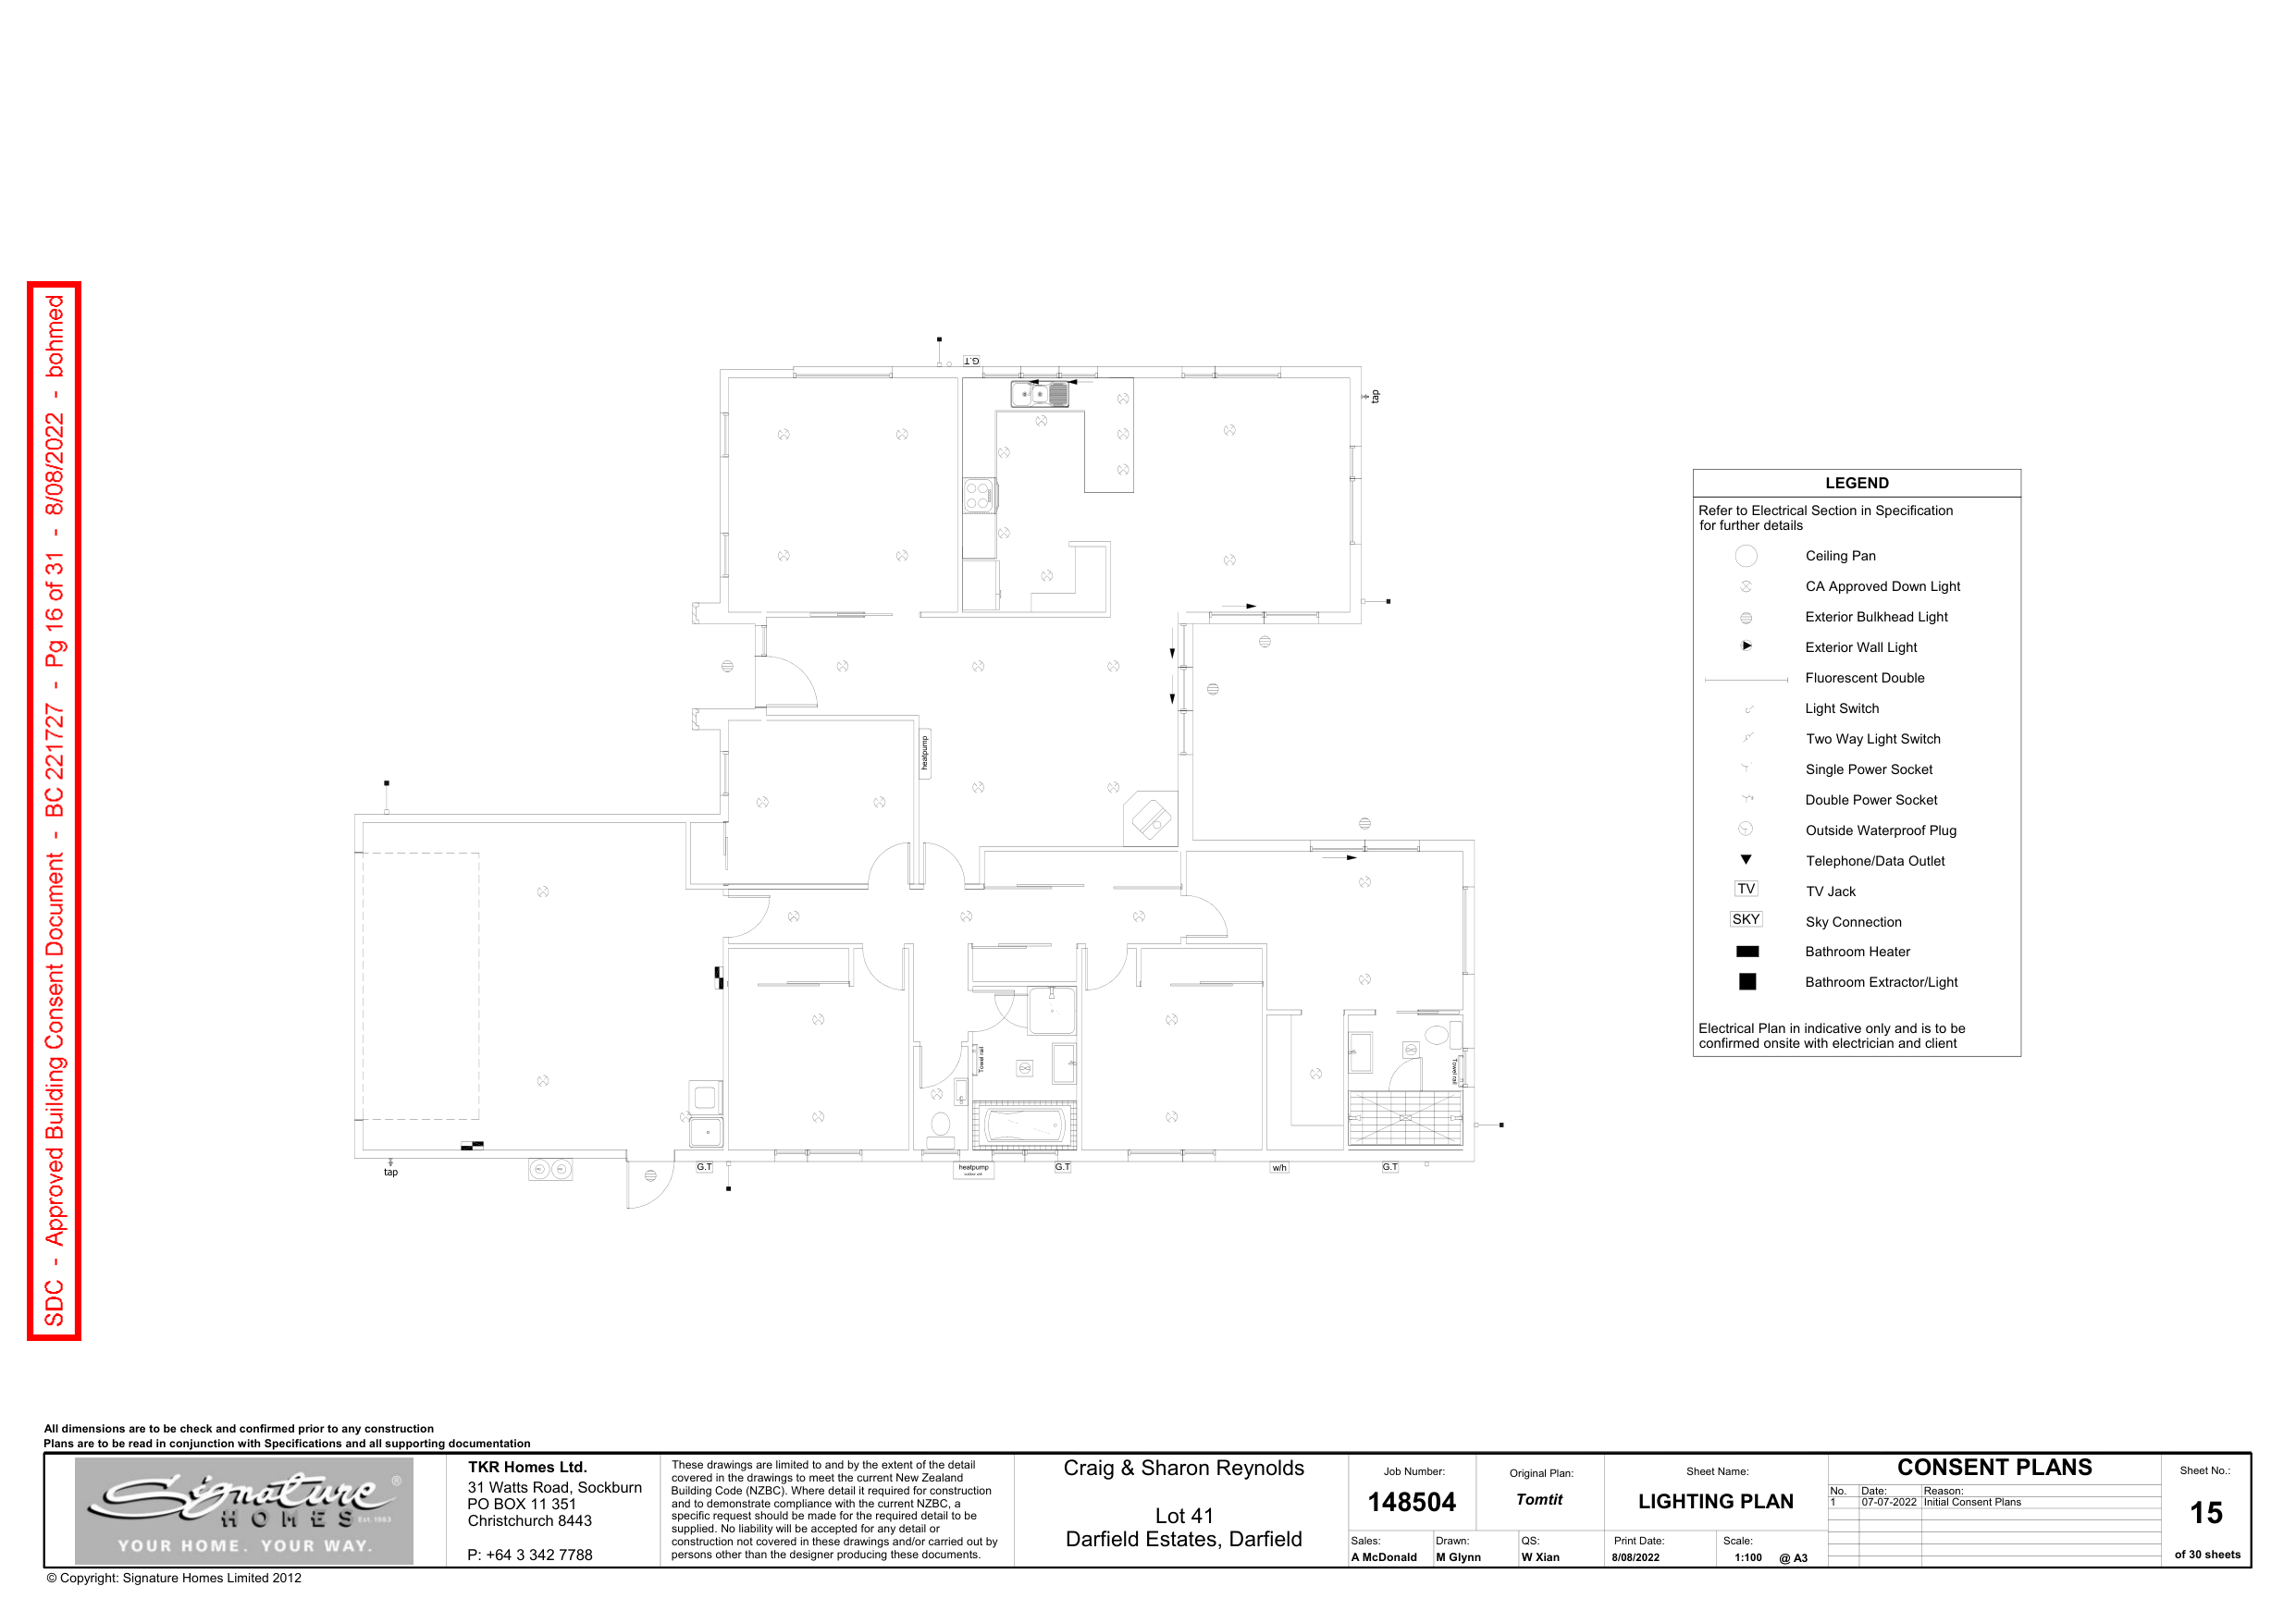 SDC - Approved Building Consent Document - BC 221727 - Pg 16 of 31 - 8/08/2022 - bohmed
G.T
tap
heatpump
Towel rail
Towel rail
tap
G.T
heatpump
outdoor unit
G.T
w/h
G.T
LEGEND
Refer to Electrical Section in Specification
for further details
Ceiling Pan
CA Approved Down Light
Exterior Bulkhead Light
Exterior Wall Light
Fluorescent Double
Light Switch
Two Way Light Switch
Single Power Socket
Double Power Socket
Outside Waterproof Plug
Telephone/Data Outlet
TV TV Jack
SKY Sky Connection
Bathroom Heater
Bathroom Extractor/Light
Electrical Plan in indicative only and is to be
confirmed onsite with electrician and client
All dimensions are to be check and confirmed prior to any construction
Plans are to be read in conjunction with Specifications and all supporting documentation
Signature ®
HOMES Est. 1983
YOUR HOME. YOUR WAY.
TKR Homes Ltd.
31 Watts Road, Sockburn
PO BOX 11 351
Christchurch 8443
P: +64 3 342 7788
These drawings are limited to and by the extent of the detail
covered in the drawings to meet the current New Zealand
Building Code (NZBC). Where detail it required for construction
and to demonstrate compliance with the current NZBC, a
specific request should be made for the required detail to be
supplied. No liability will be accepted for any detail or
construction not covered in these drawings and/or carried out by
persons other than the designer producing these documents.
Craig & Sharon Reynolds
Lot 41
Darfield Estates, Darfield
Job Number:
148504
Original Plan:
Tomtit
Sales:
A McDonald
Drawn:
M Glynn
QS:
W Xian
Sheet Name:
LIGHTING PLAN
Print Date:
8/08/2022
Scale:
1:100 @ A3
CONSENT PLANS
No. Date: Reason:
1 07-07-2022 Initial Consent Plans
Sheet No.:
15
of 30 sheets
© Copyright: Signature Homes Limited 2012